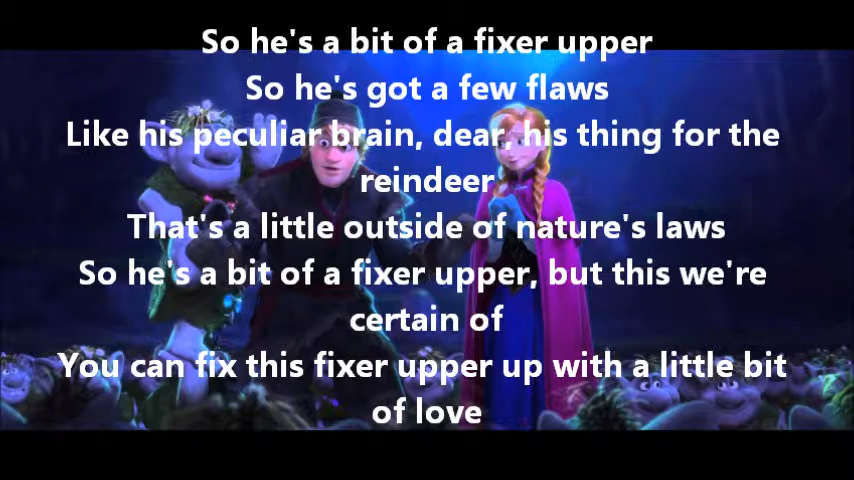 So he's a bit of a fixer upper
So he's got a few flaws
Like his peculiar brain, dear, his thing for the
reindeer
That's a little outside of nature's laws
So he's a bit of a fixer upper, but this we're
certain of
You can fix this fixer upper up with a little bit
of love